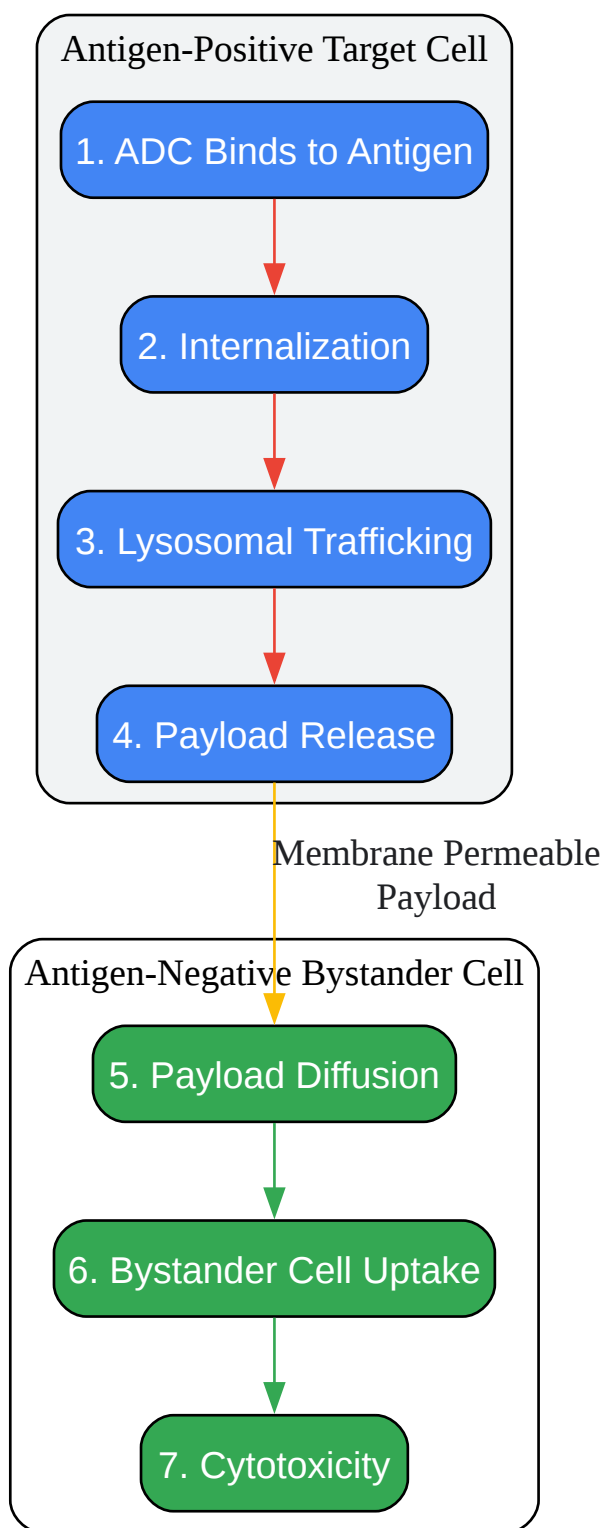 Antigen-Positive Target Cell
1. ADC Binds to Antigen
2. Internalization
3. Lysosomal Trafficking
4. Payload Release
Membrane Permeable
Payload
Antigen-Negative Bystander Cell
5. Payload Diffusion
6. Bystander Cell Uptake
7. Cytotoxicity